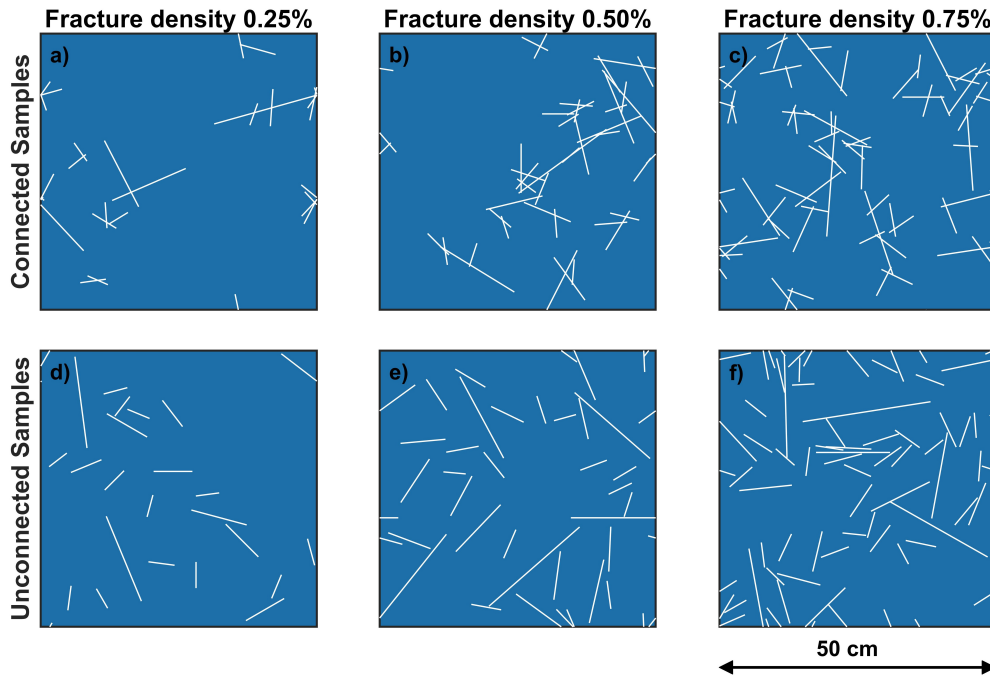 Fracture density 0.25%
Fracture density 0.50%
Fracture density 0.75%
Connected Samples
a)
b)
c)
Unconnected Samples
d)
e)
f)
50 cm